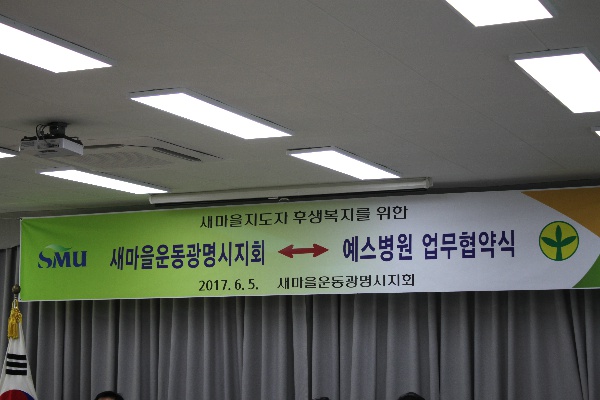 새마을지도자 후생복지를 위한
SMU 새마을운동광명시지회 ↔ 예스병원 업무협약식
2017. 6. 5. 새마을운동광명시지회